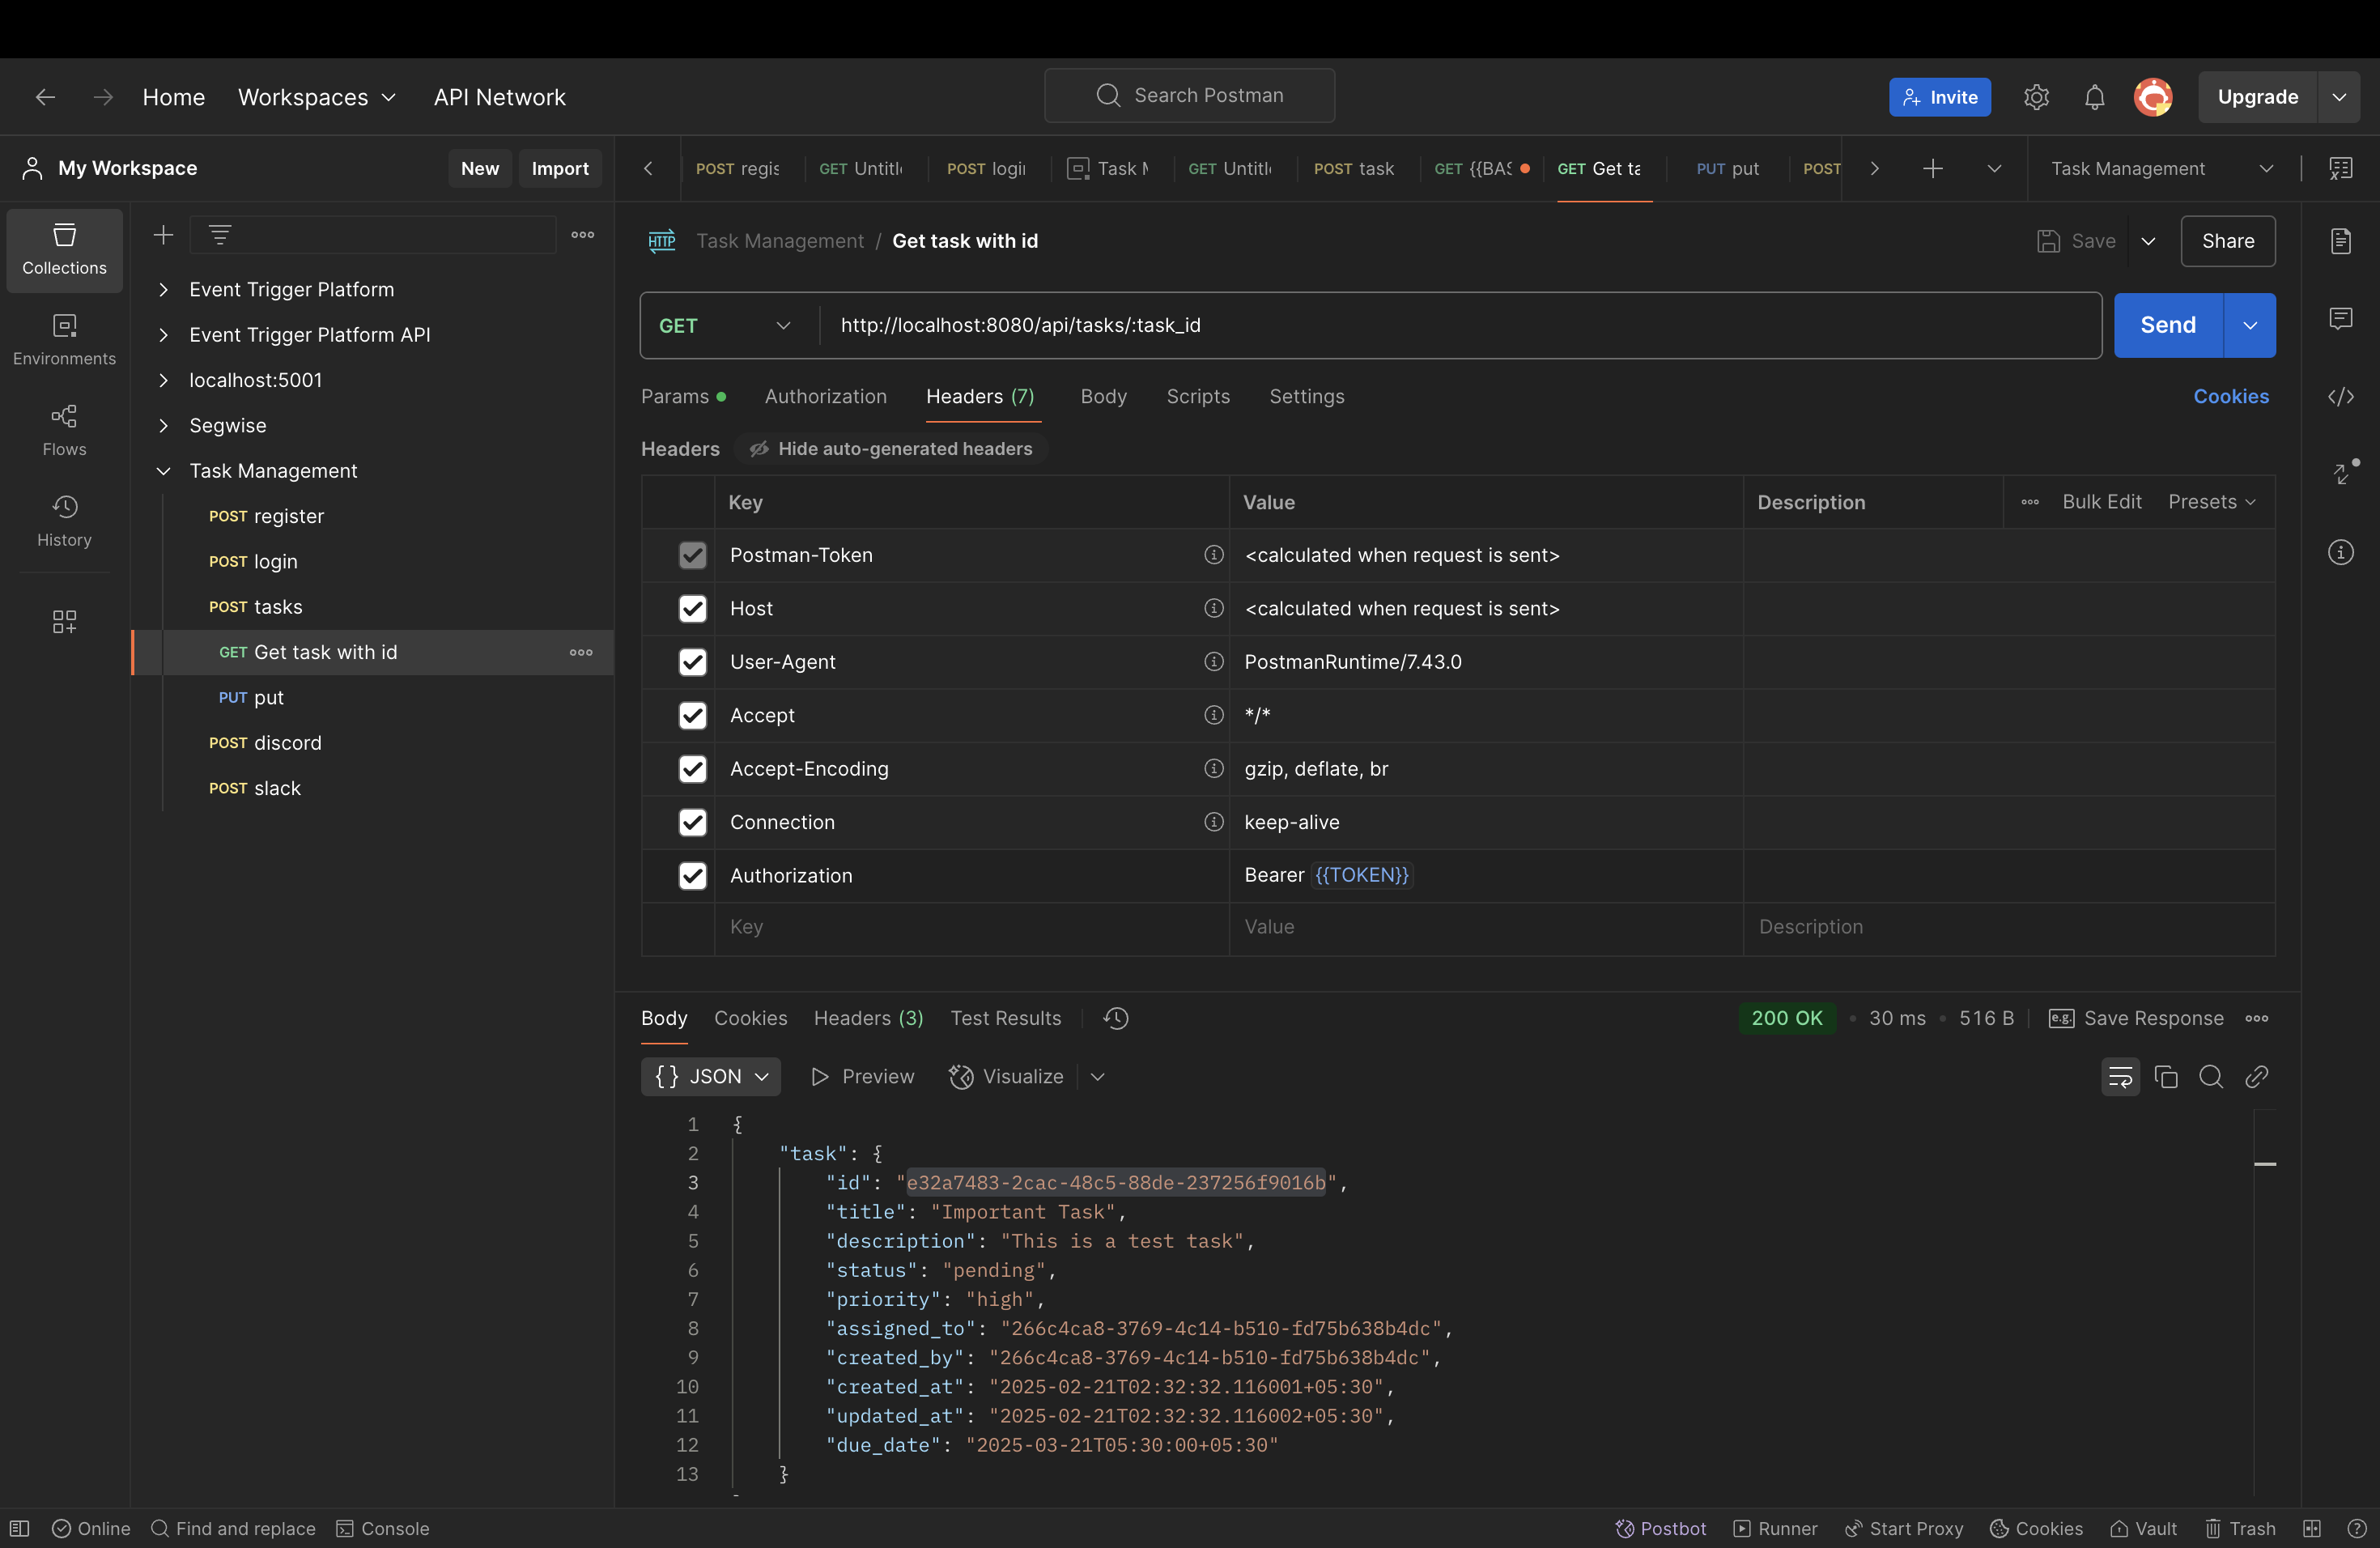 Home Workspaces API Network Search Postman Invite Upgrade
My Workspace New Import
POST regis GET Untitl POST logi Task M GET Untitl POST task GET {{BAS GET Get ta PUT put POST Task Management
Collections
Environments
Flows
History
Event Trigger Platform
Event Trigger Platform API
localhost:5001
Segwise
Task Management
POST register
POST login
POST tasks
GET Get task with id
PUT put
POST discord
POST slack
HTTP Task Management / Get task with id Save Share
GET http://localhost:8080/api/tasks/:task_id Send
Params Authorization Headers (7) Body Scripts Settings Cookies
Headers Hide auto-generated headers
Key Value Description Bulk Edit Presets
Postman-Token <calculated when request is sent>
Host <calculated when request is sent>
User-Agent PostmanRuntime/7.43.0
Accept */*
Accept-Encoding gzip, deflate, br
Connection keep-alive
Authorization Bearer {{TOKEN}}
Key Value Description
Body Cookies Headers (3) Test Results 200 OK 30 ms 516 B e.g. Save Response
{} JSON Preview Visualize
1 {
2 "task": {
3 "id": "e32a7483-2cac-48c5-88de-237256f9016b",
4 "title": "Important Task",
5 "description": "This is a test task",
6 "status": "pending",
7 "priority": "high",
8 "assigned_to": "266c4ca8-3769-4c14-b510-fd75b638b4dc",
9 "created_by": "266c4ca8-3769-4c14-b510-fd75b638b4dc",
10 "created_at": "2025-02-21T02:32:32.116001+05:30",
11 "updated_at": "2025-02-21T02:32:32.116002+05:30",
12 "due_date": "2025-03-21T05:30:00+05:30"
13 }
Online Find and replace Console Postbot Runner Start Proxy Cookies Vault Trash